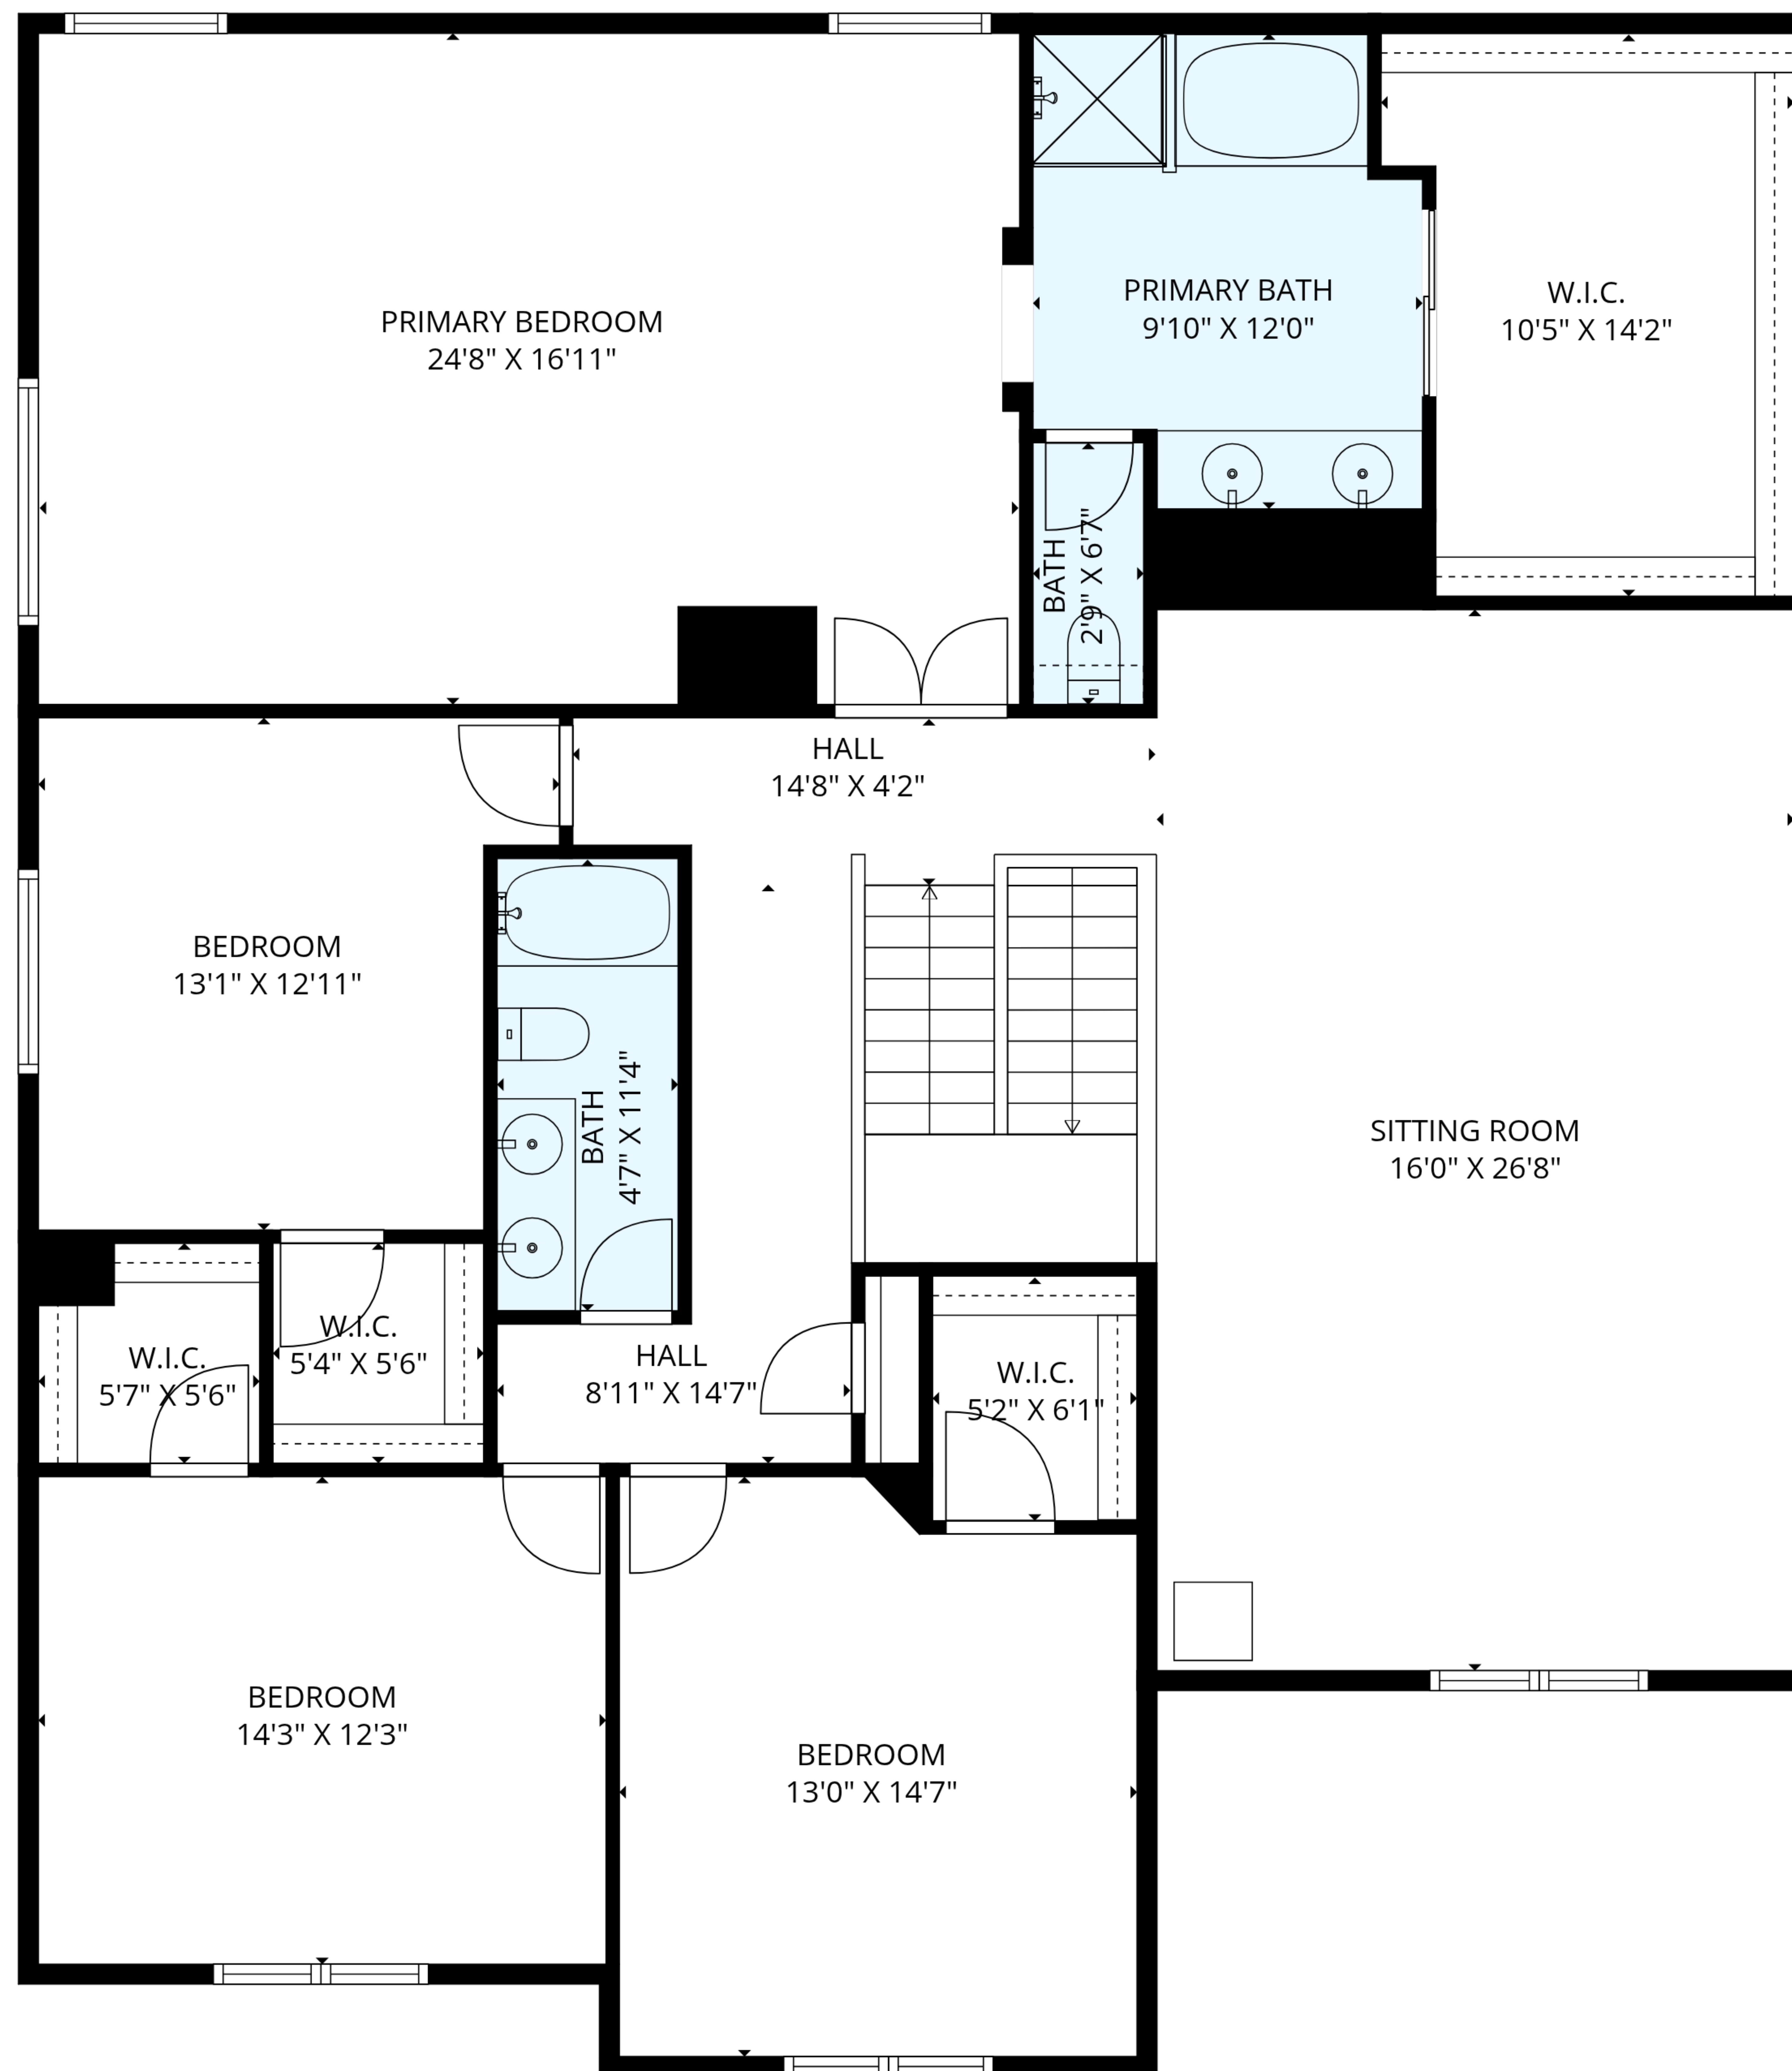 PRIMARY BEDROOM
24'8" X 16'11"
PRIMARY BATH
9'10" X 12'0"
W.I.C.
10'5" X 14'2"
BATH
2'9" X 6'7"
HALL
14'8" X 4'2"
BEDROOM
13'1" X 12'11"
BATH
4'7" X 11'4"
SITTING ROOM
16'0" X 26'8"
W.I.C.
5'7" X 5'6"
W.I.C.
5'4" X 5'6"
HALL
8'11" X 14'7"
W.I.C.
5'2" X 6'1"
BEDROOM
14'3" X 12'3"
BEDROOM
13'0" X 14'7"